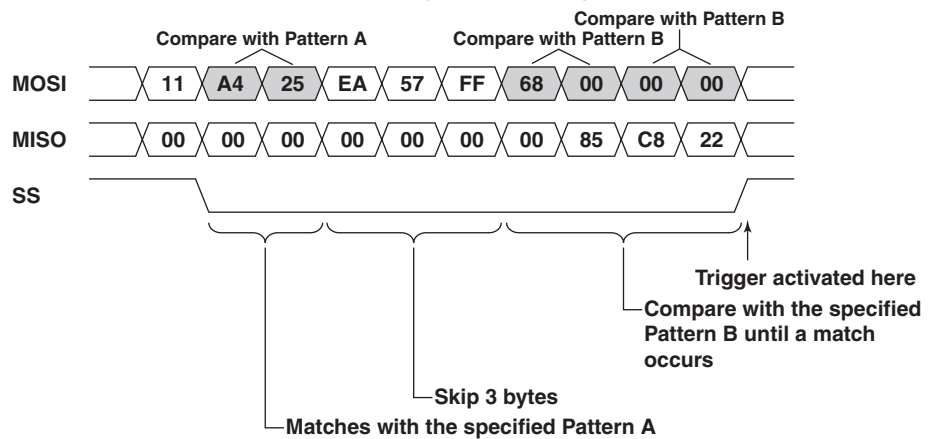 Compare with Pattern B
Compare with Pattern A
Compare with Pattern B
MOSI 11 A4 25 EA 57 FF 68 00 00 00
MISO 00 00 00 00 00 00 00 85 C8 22
SS
Trigger activated here
Compare with the specified
Pattern B until a match
occurs
Skip 3 bytes
Matches with the specified Pattern A